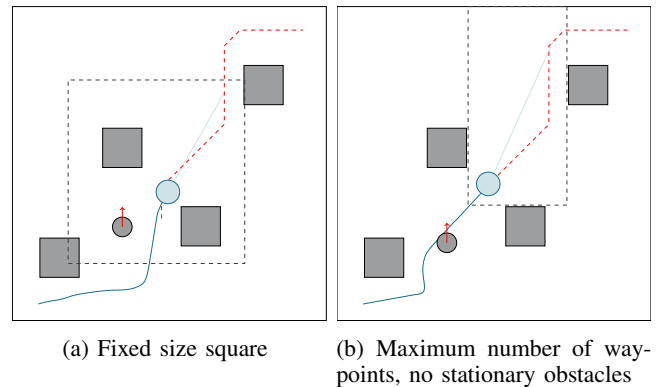 (a) Fixed size square
(b) Maximum number of way-
points, no stationary obstacles